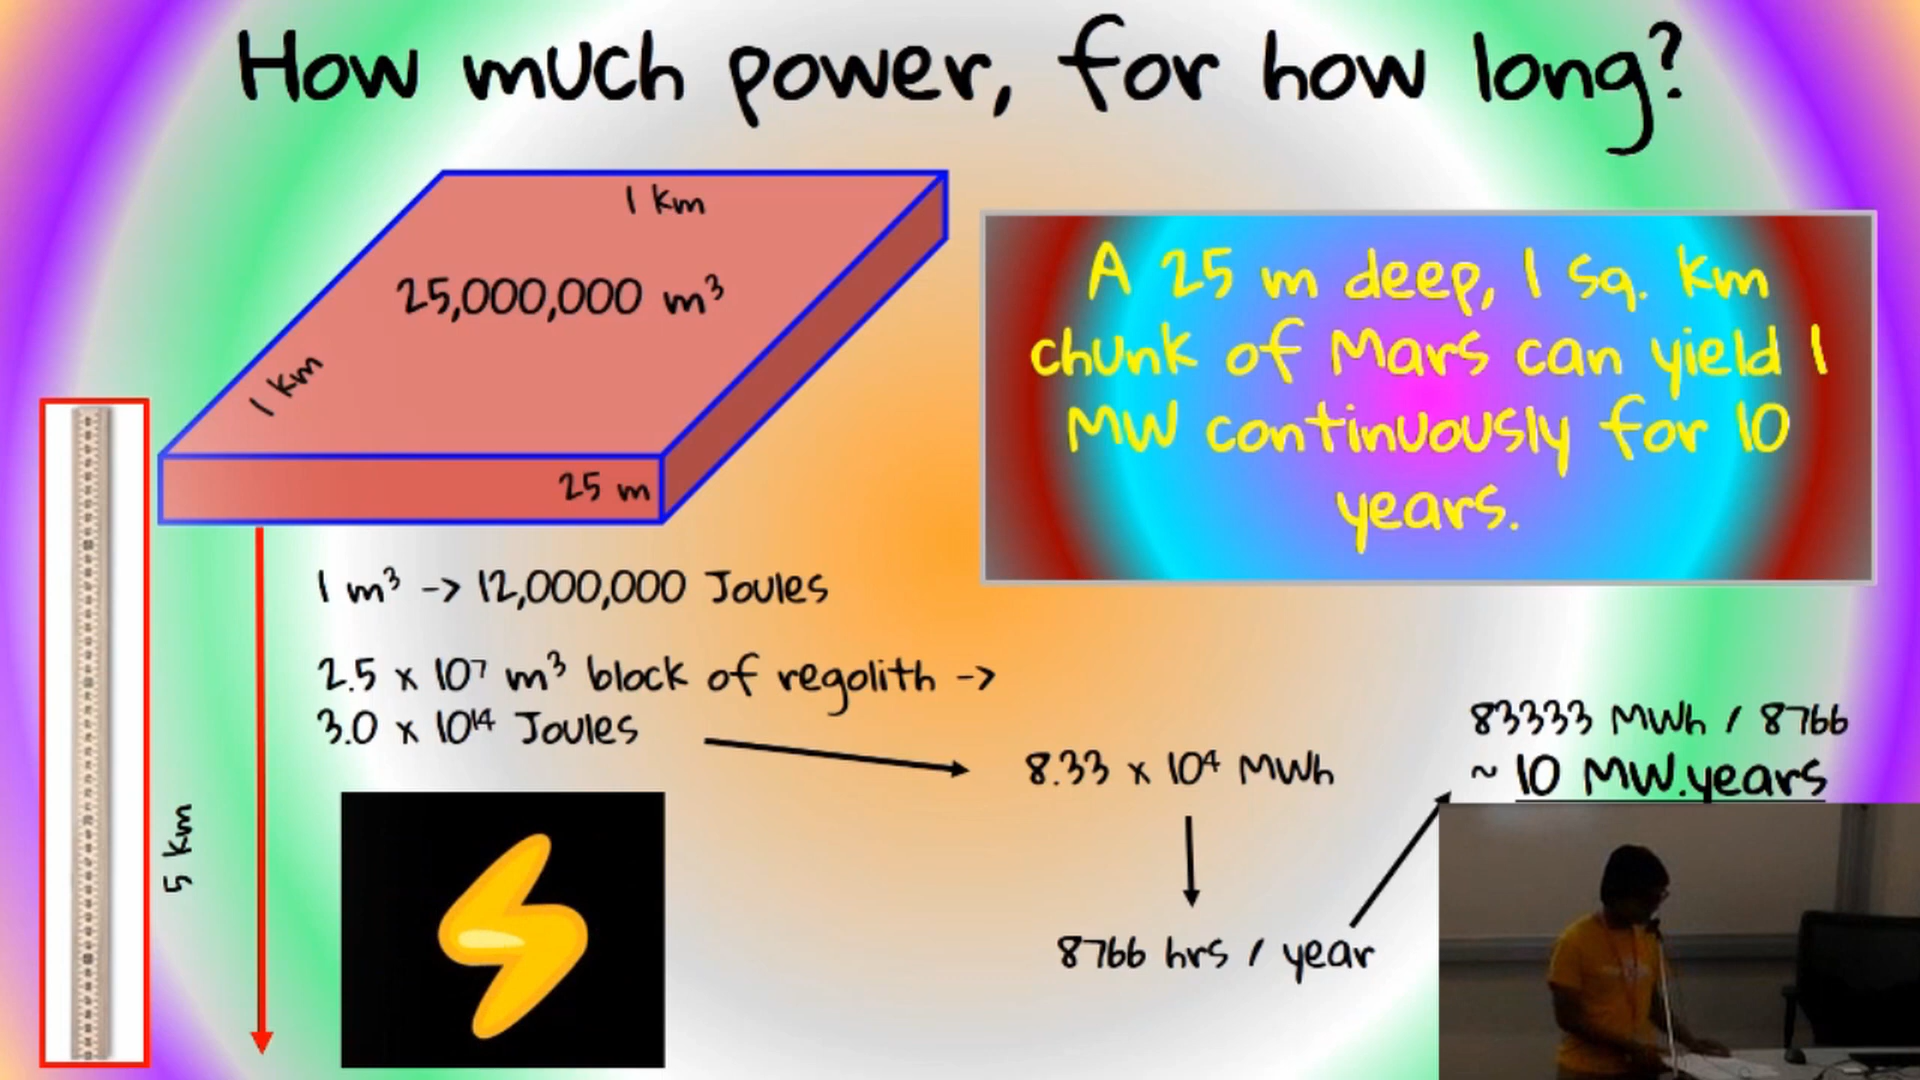 How much power, for how long?
1 km
25,000,000 m³
1 km
25 m
A 25 m deep, 1 sq. km
chunk of Mars can yield 1
MW continuously for 10
years.
5 km
1 m³ -> 12,000,000 Joules
2.5 x 10⁷ m³ block of regolith ->
3.0 x 10¹⁴ Joules
8.33 x 10⁴ MWh
8766 hrs / year
83333 MWh / 8766
~ 10 MW.years